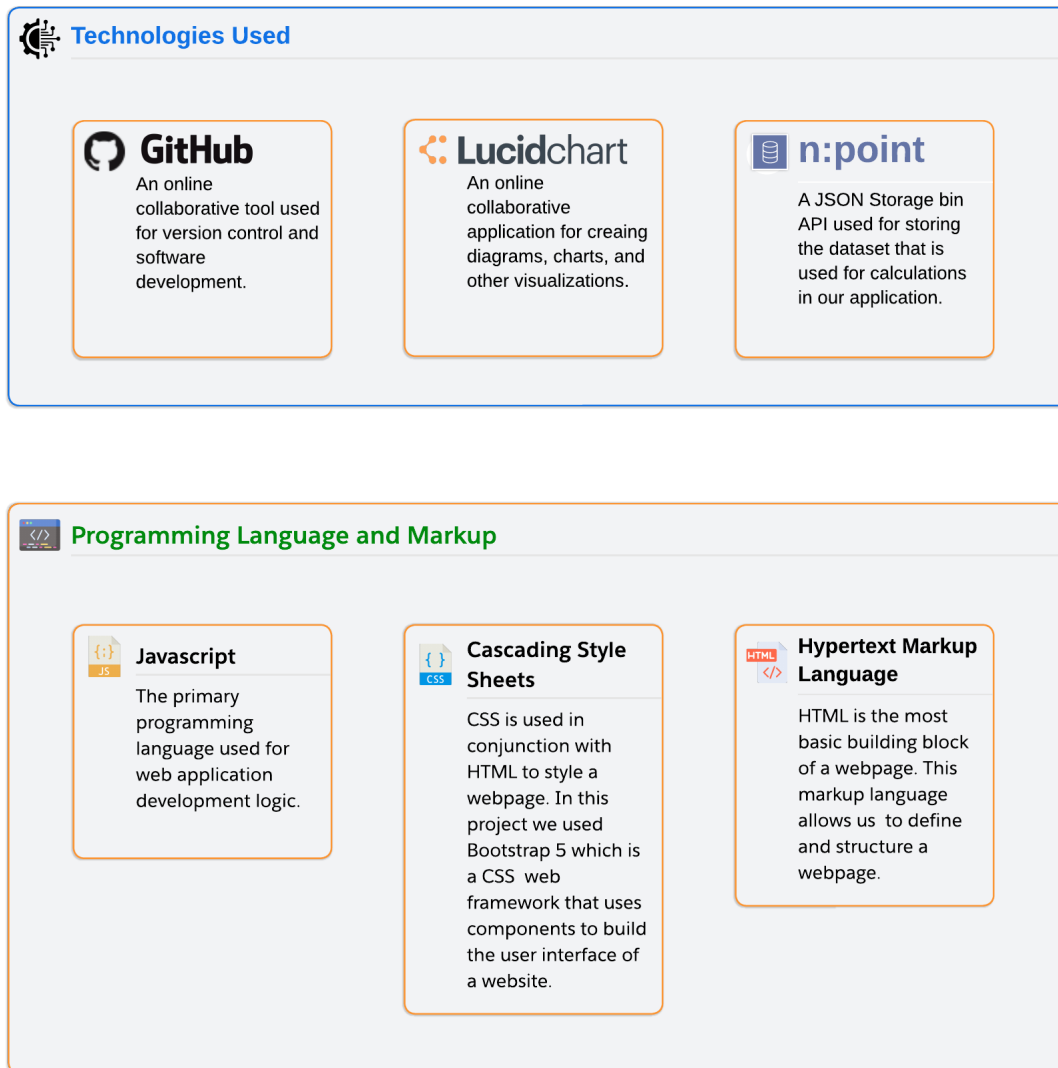 Technologies Used
GitHub
An online
collaborative tool used
for version control and
software
development.
Lucidchart
An online
collaborative
application for creaing
diagrams, charts, and
other visualizations.
n:point
A JSON Storage bin
API used for storing
the dataset that is
used for calculations
in our application.
</> Programming Language and Markup
{;}
JS
Javascript
The primary
programming
language used for
web application
development logic.
{ }
CSS
Cascading Style
Sheets
CSS is used in
conjunction with
HTML to style a
webpage. In this
project we used
Bootstrap 5 which is
a CSS  web
framework that uses
components to build
the user interface of
a website.
HTML
</>
Hypertext Markup
Language
HTML is the most
basic building block
of a webpage. This
markup language
allows us  to define
and structure a
webpage.